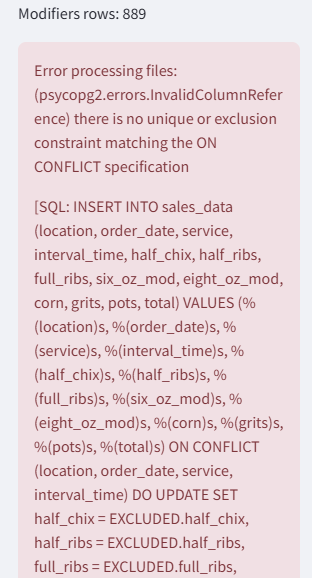 Modifiers rows: 889
Error processing files:
(psycopg2.errors.InvalidColumnRefer
ence) there is no unique or exclusion
constraint matching the ON
CONFLICT specification
[SQL: INSERT INTO sales_data
(location, order_date, service,
interval_time, half_chix, half_ribs,
full_ribs, six_oz_mod, eight_oz_mod,
corn, grits, pots, total) VALUES (%
(location)s, %(order_date)s, %
(service)s, %(interval_time)s, %
(half_chix)s, %(half_ribs)s, %
(full_ribs)s, %(six_oz_mod)s, %
(eight_oz_mod)s, %(corn)s, %(grits)s,
%(pots)s, %(total)s) ON CONFLICT
(location, order_date, service,
interval_time) DO UPDATE SET
half_chix = EXCLUDED.half_chix,
half_ribs = EXCLUDED.half_ribs,
full_ribs = EXCLUDED.full_ribs,